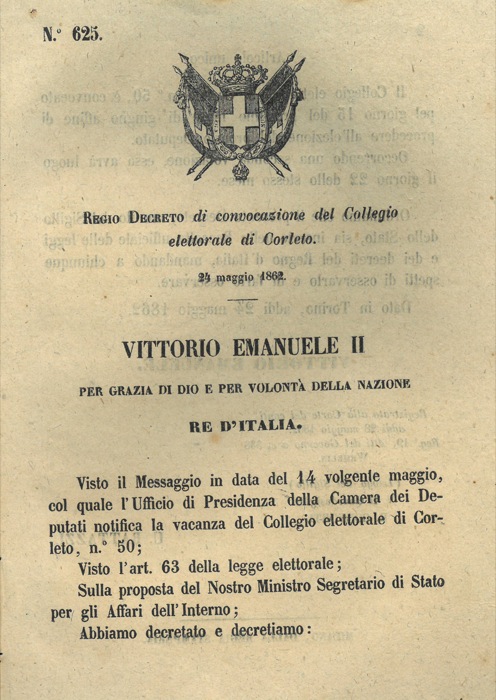 N.° 625.
REGIO DECRETO di convocazione del Collegio
elettorale di Corleto.
24 maggio 1862.
VITTORIO EMANUELE II
PER GRAZIA DI DIO E PER VOLONTÀ DELLA NAZIONE
RE D'ITALIA.
Visto il Messaggio in data del 14 volgente maggio,
col quale l'Ufficio di Presidenza della Camera dei De-
putati notifica la vacanza del Collegio elettorale di Cor-
leto, n.° 50;
Visto l'art. 63 della legge elettorale;
Sulla proposta del Nostro Ministro Segretario di Stato
per gli Affari dell'Interno;
Abbiamo decretato e decretiamo: